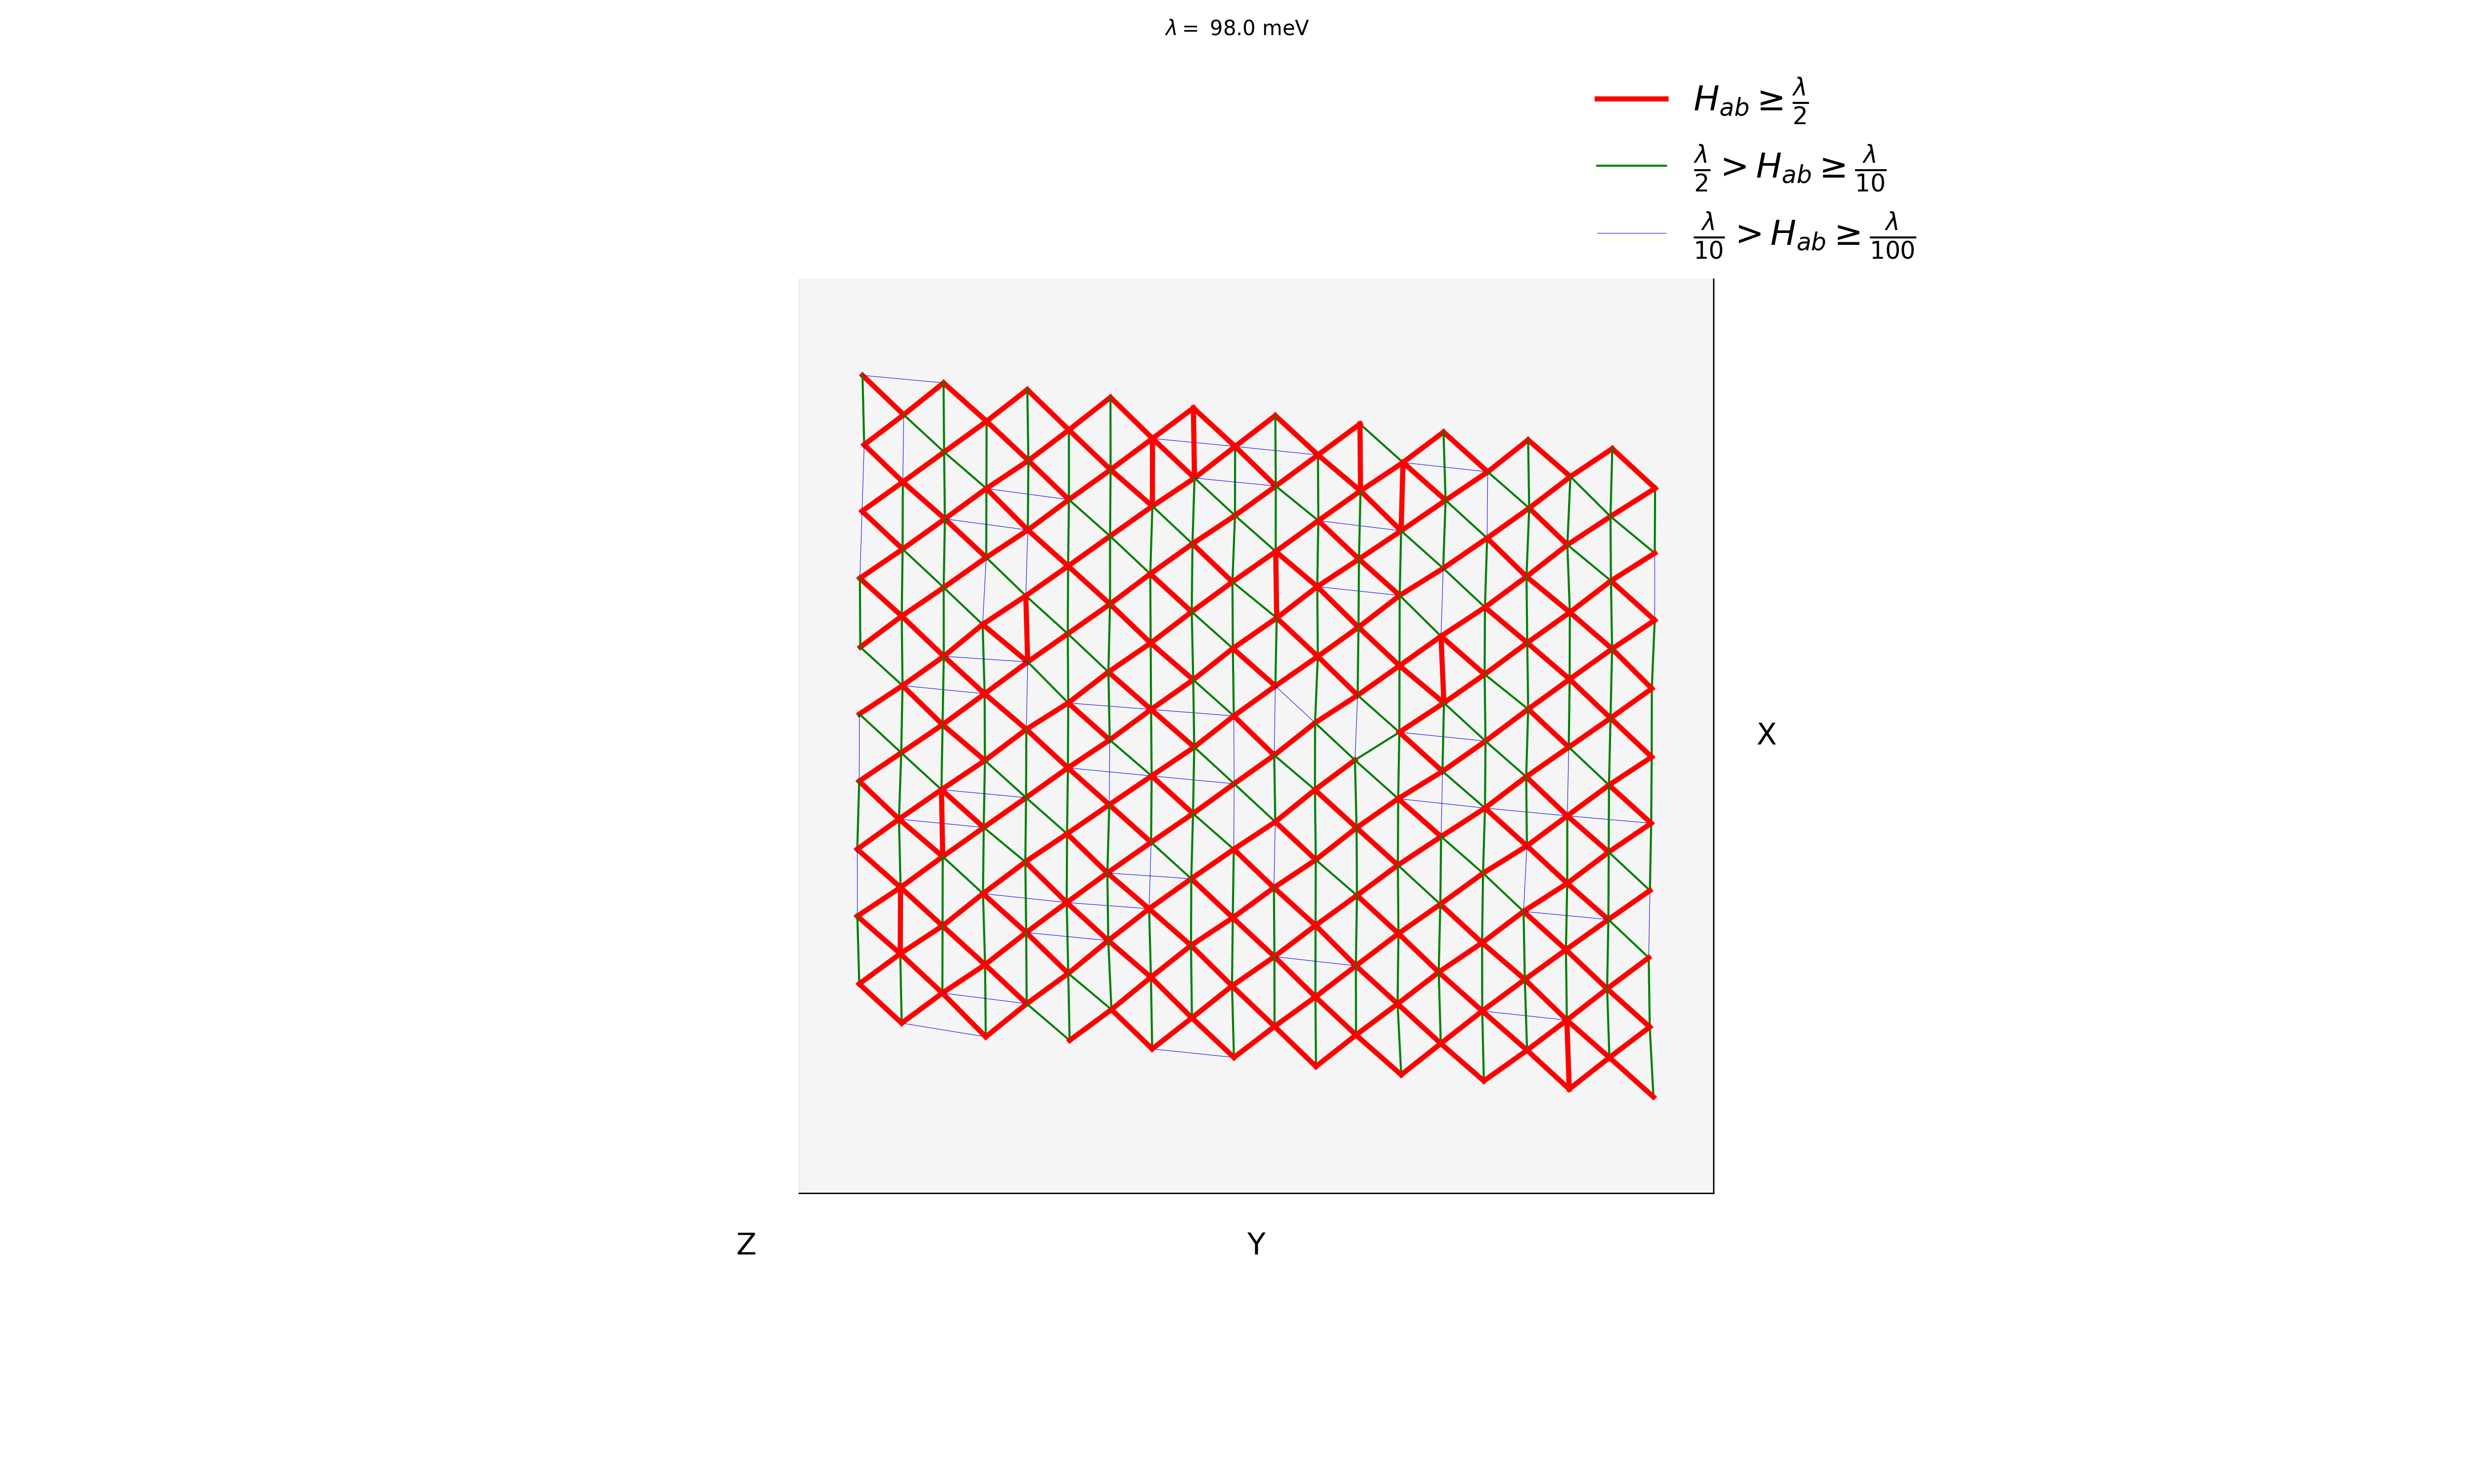 λ = 98.0 meV
H_ab ≥ λ/2
λ/2 > H_ab ≥ λ/10
λ/10 > H_ab ≥ λ/100
X
Z
Y